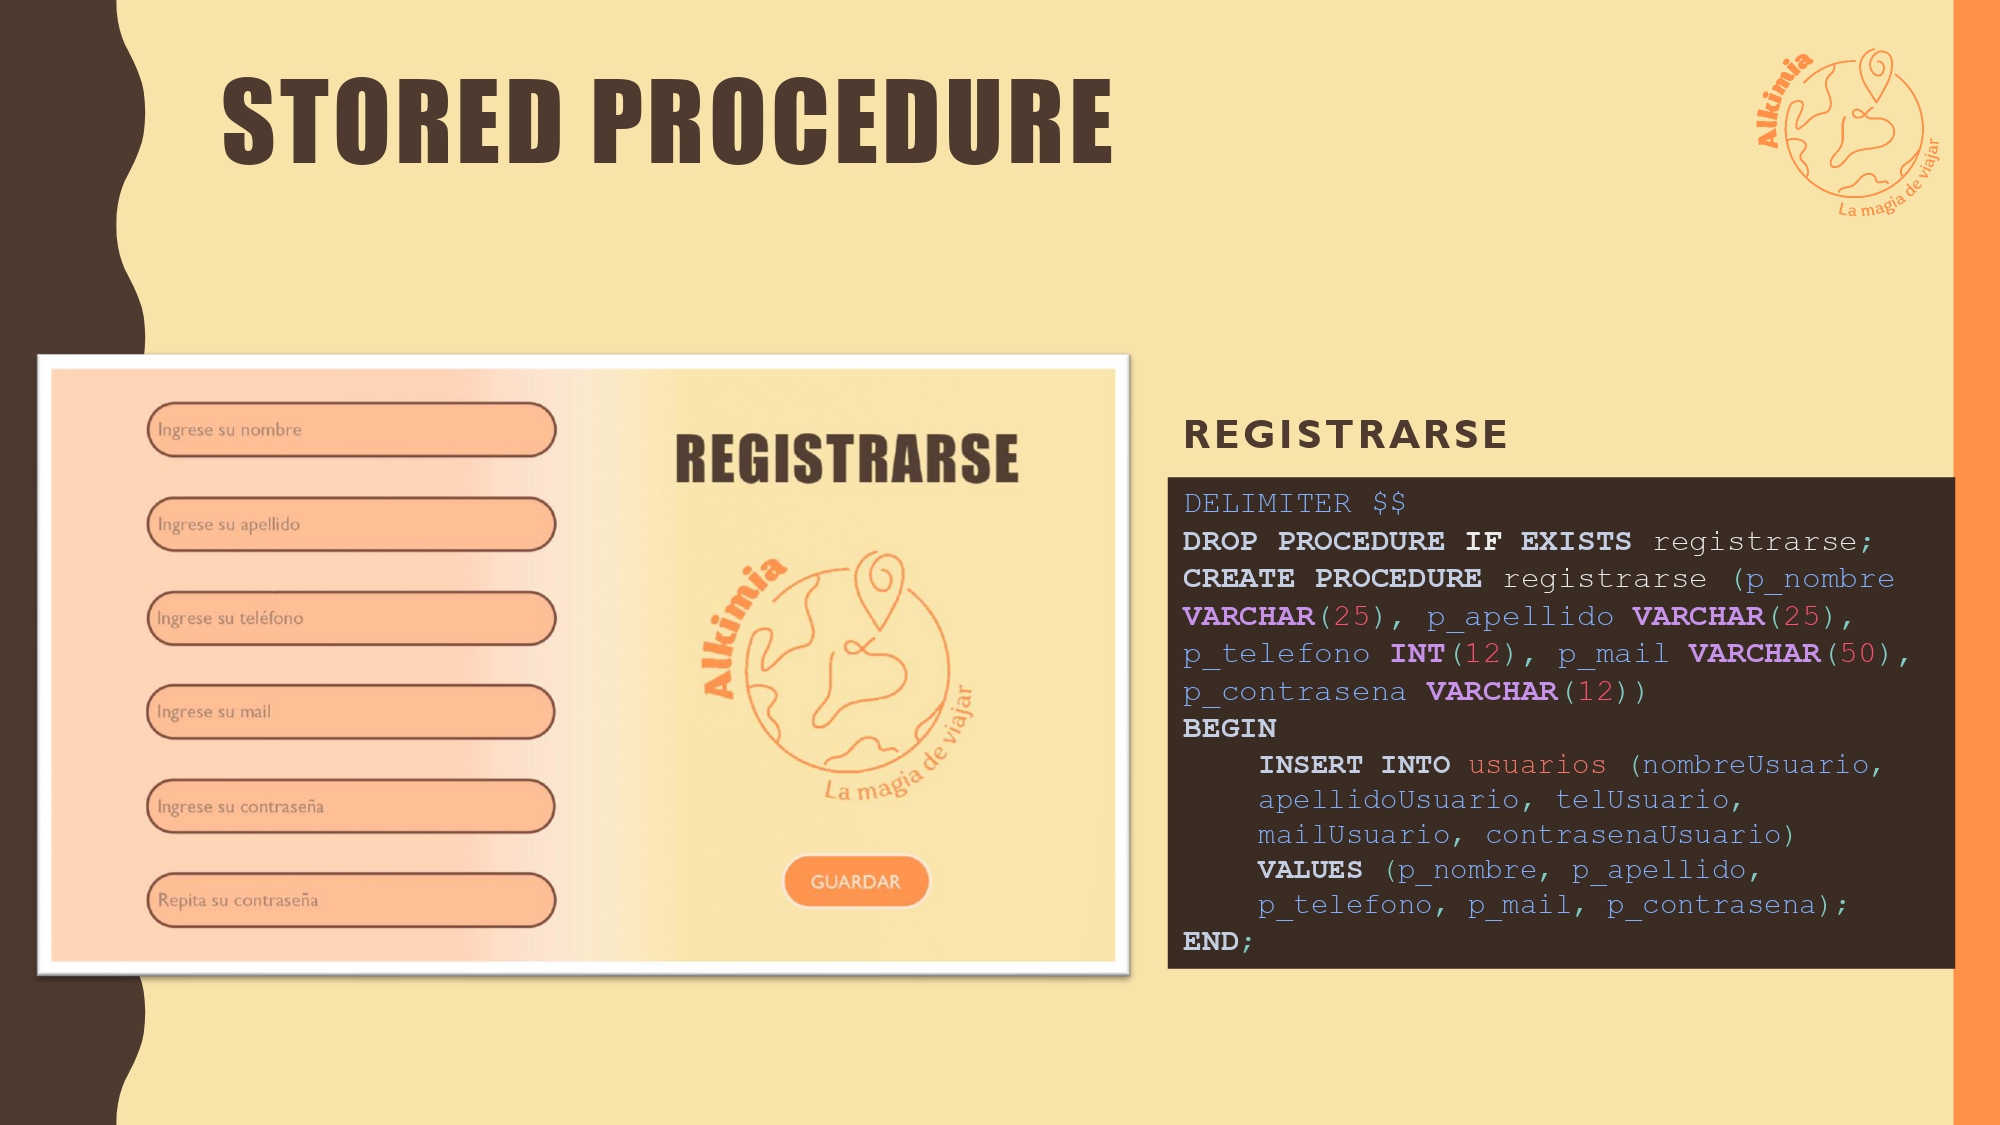 STORED PROCEDURE
Alkimia
La magia de viajar
Ingrese su nombre
Ingrese su apellido
Ingrese su teléfono
Ingrese su mail
Ingrese su contraseña
Repita su contraseña
REGISTRARSE
Alkimia
La magia de viajar
GUARDAR
REGISTRARSE
DELIMITER $$
DROP PROCEDURE IF EXISTS registrarse;
CREATE PROCEDURE registrarse (p_nombre
VARCHAR(25), p_apellido VARCHAR(25),
p_telefono INT(12), p_mail VARCHAR(50),
p_contrasena VARCHAR(12))
BEGIN
INSERT INTO usuarios (nombreUsuario,
apellidoUsuario, telUsuario,
mailUsuario, contrasenaUsuario)
VALUES (p_nombre, p_apellido,
p_telefono, p_mail, p_contrasena);
END;